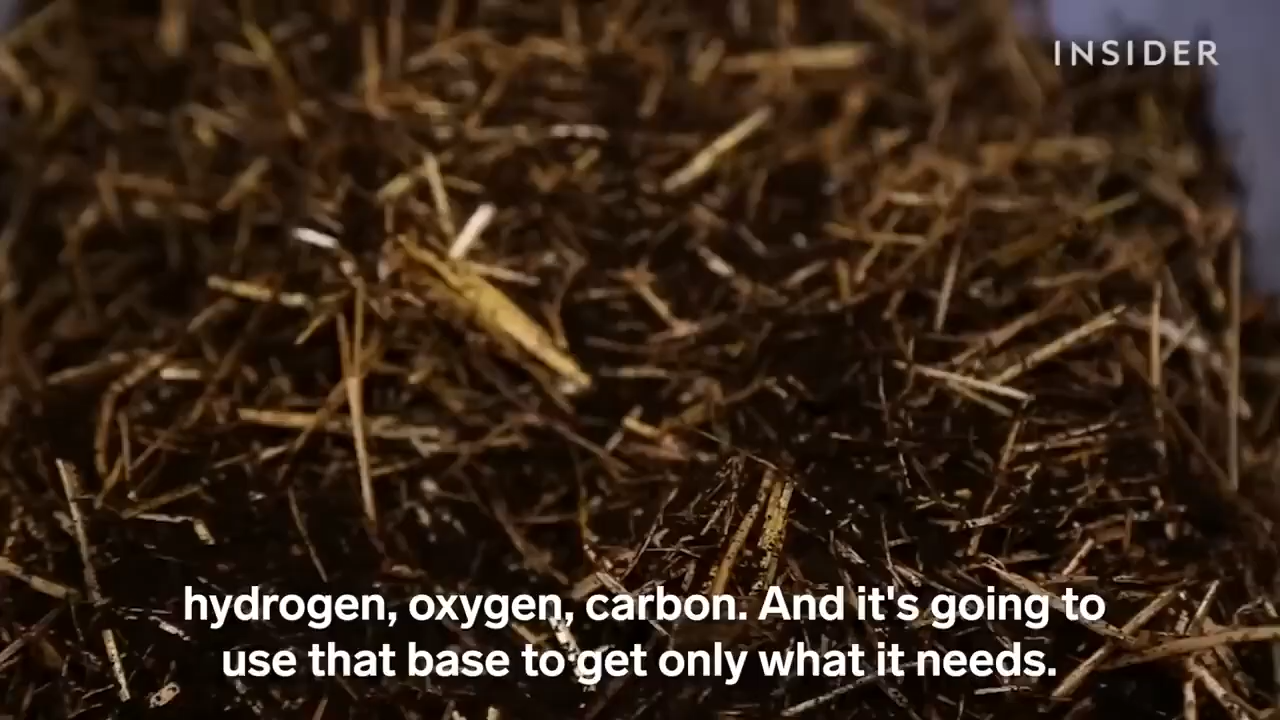 INSIDER
hydrogen, oxygen, carbon. And it's going to
use that base to get only what it needs.